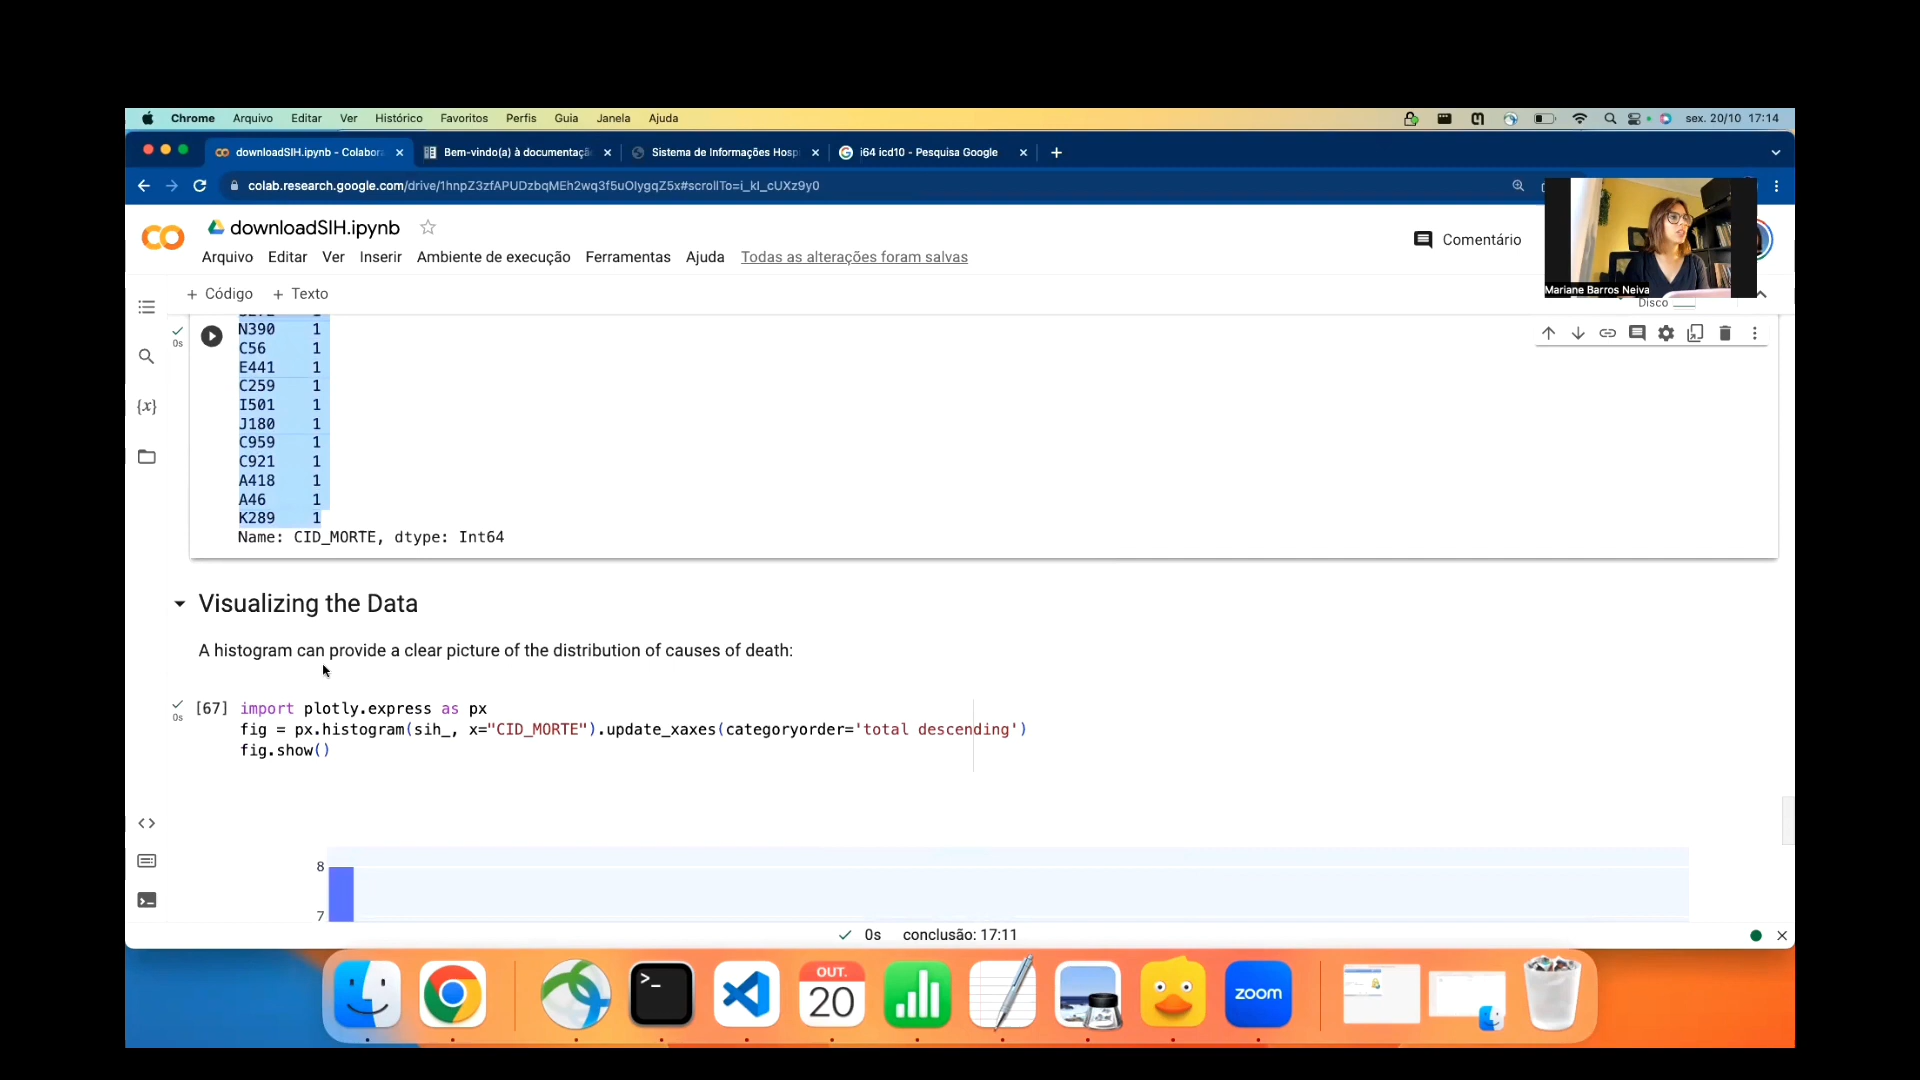 Chrome Arquivo Editar Ver Histórico Favoritos Perfis Guia Janela Ajuda sex. 20/10 17:14
downloadSIH.ipynb - Colabora
Bem-vindo(a) à documentaçã
Sistema de Informações Hosp
i64 icd10 - Pesquisa Google
colab.research.google.com/drive/1hnpZ3zfAPUDzbqMEh2wq3f5uOlygqZ5x#scrollTo=i_kI_cUXz9y0
downloadSIH.ipynb
Comentário
Arquivo Editar Ver Inserir Ambiente de execução Ferramentas Ajuda Todas as alterações foram salvas
Mariane Barros Neiva
+ Código + Texto
Disco
N390 1
0s
C56 1
E441 1
C259 1
I501 1
J180 1
C959 1
C921 1
A418 1
A46 1
K289 1
Name: CID_MORTE, dtype: Int64
Visualizing the Data
A histogram can provide a clear picture of the distribution of causes of death:
[67] import plotly.express as px
0s
fig = px.histogram(sih_, x="CID_MORTE").update_xaxes(categoryorder='total descending')
fig.show()
8
7
0s conclusão: 17:11
OUT.
20
zoom